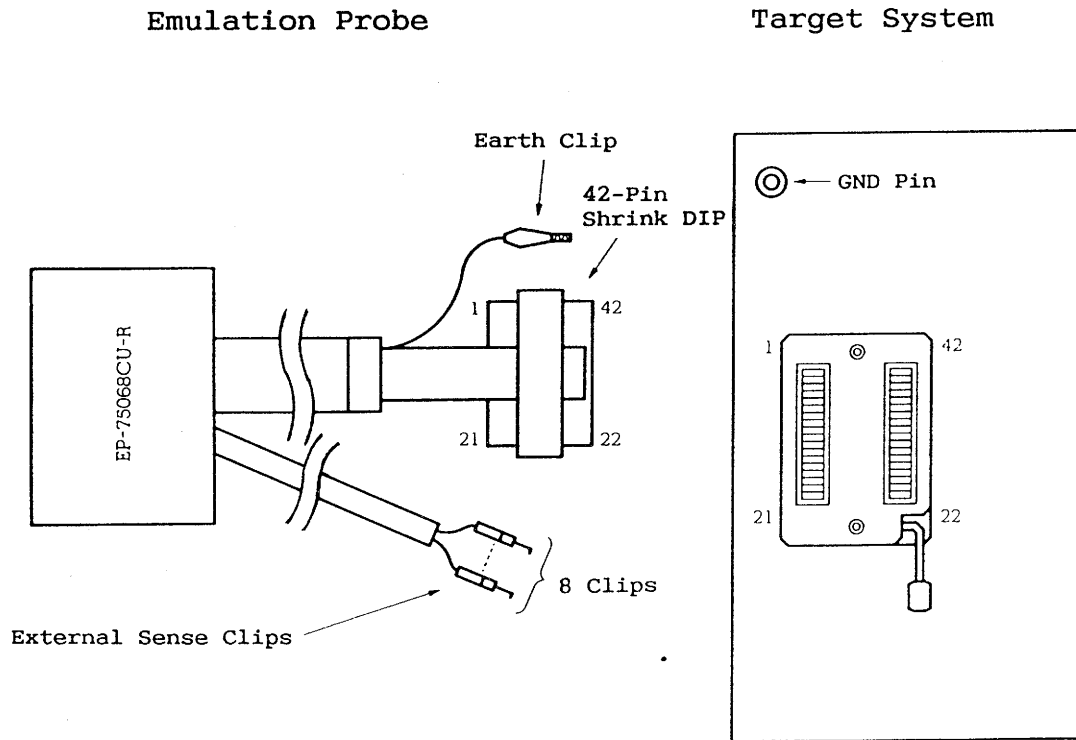 Emulation Probe
Target System
Earth Clip
GND Pin
42-Pin
Shrink DIP
EP-75068CU-R
1
42
21
22
1
42
21
22
8 Clips
External Sense Clips